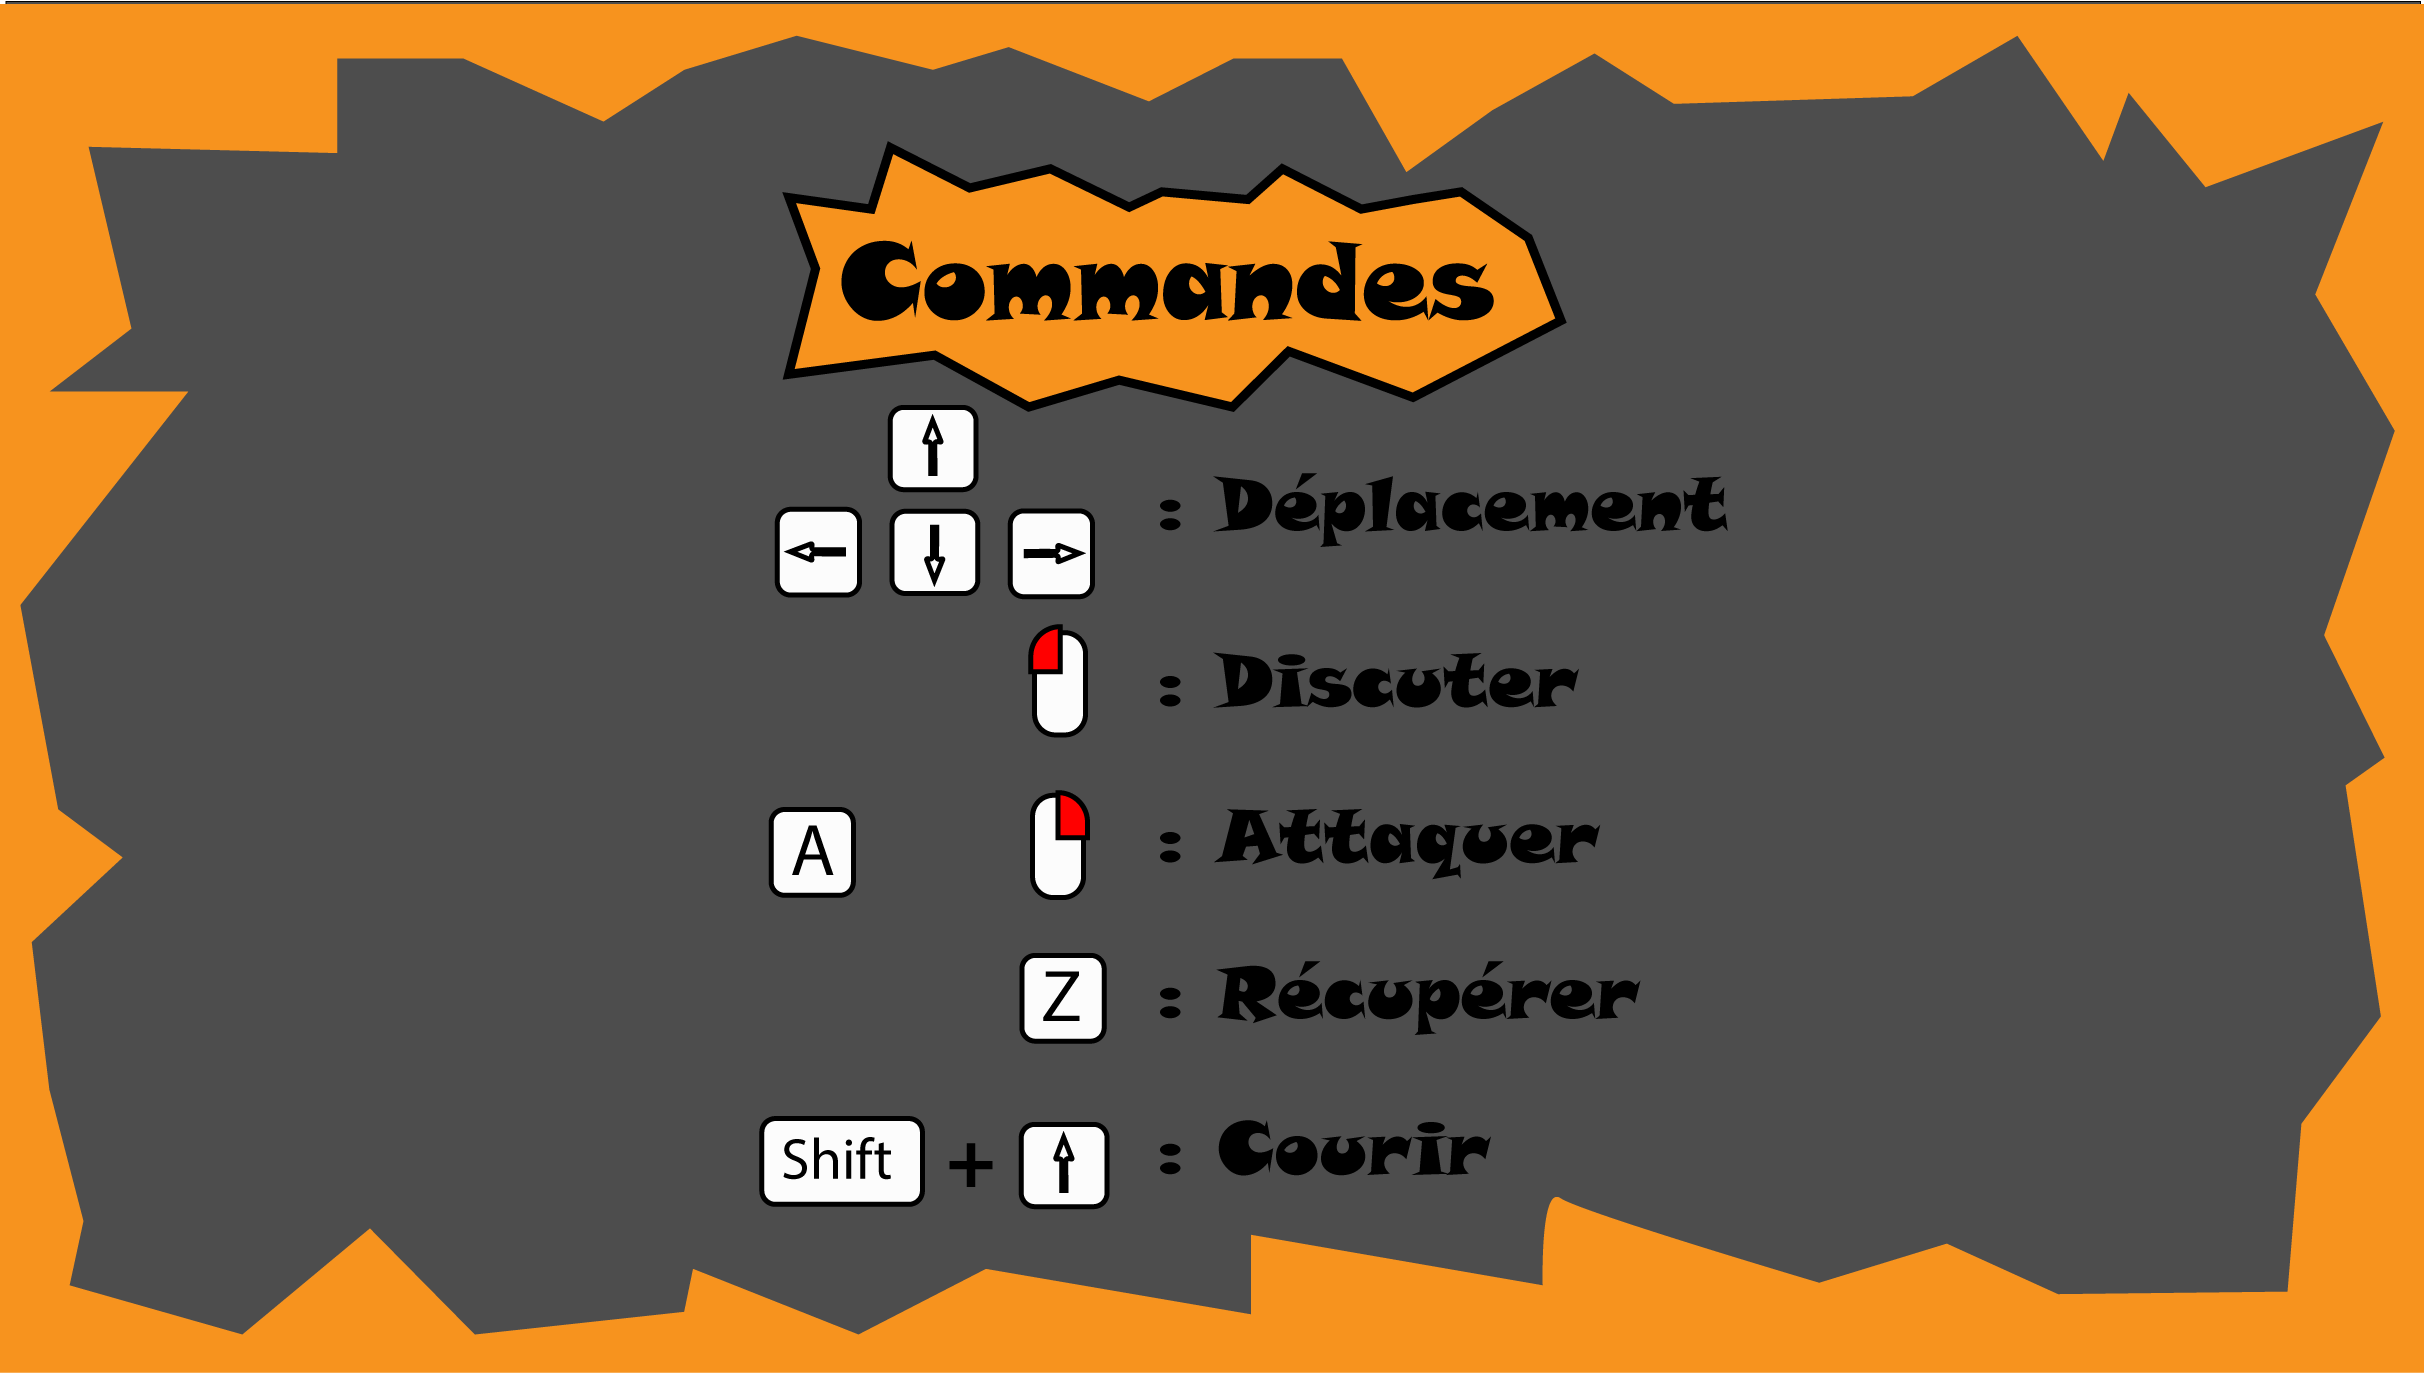 Commandes
: Déplacement
: Discuter
A : Attaquer
Z : Récupérer
Shift + : Courir